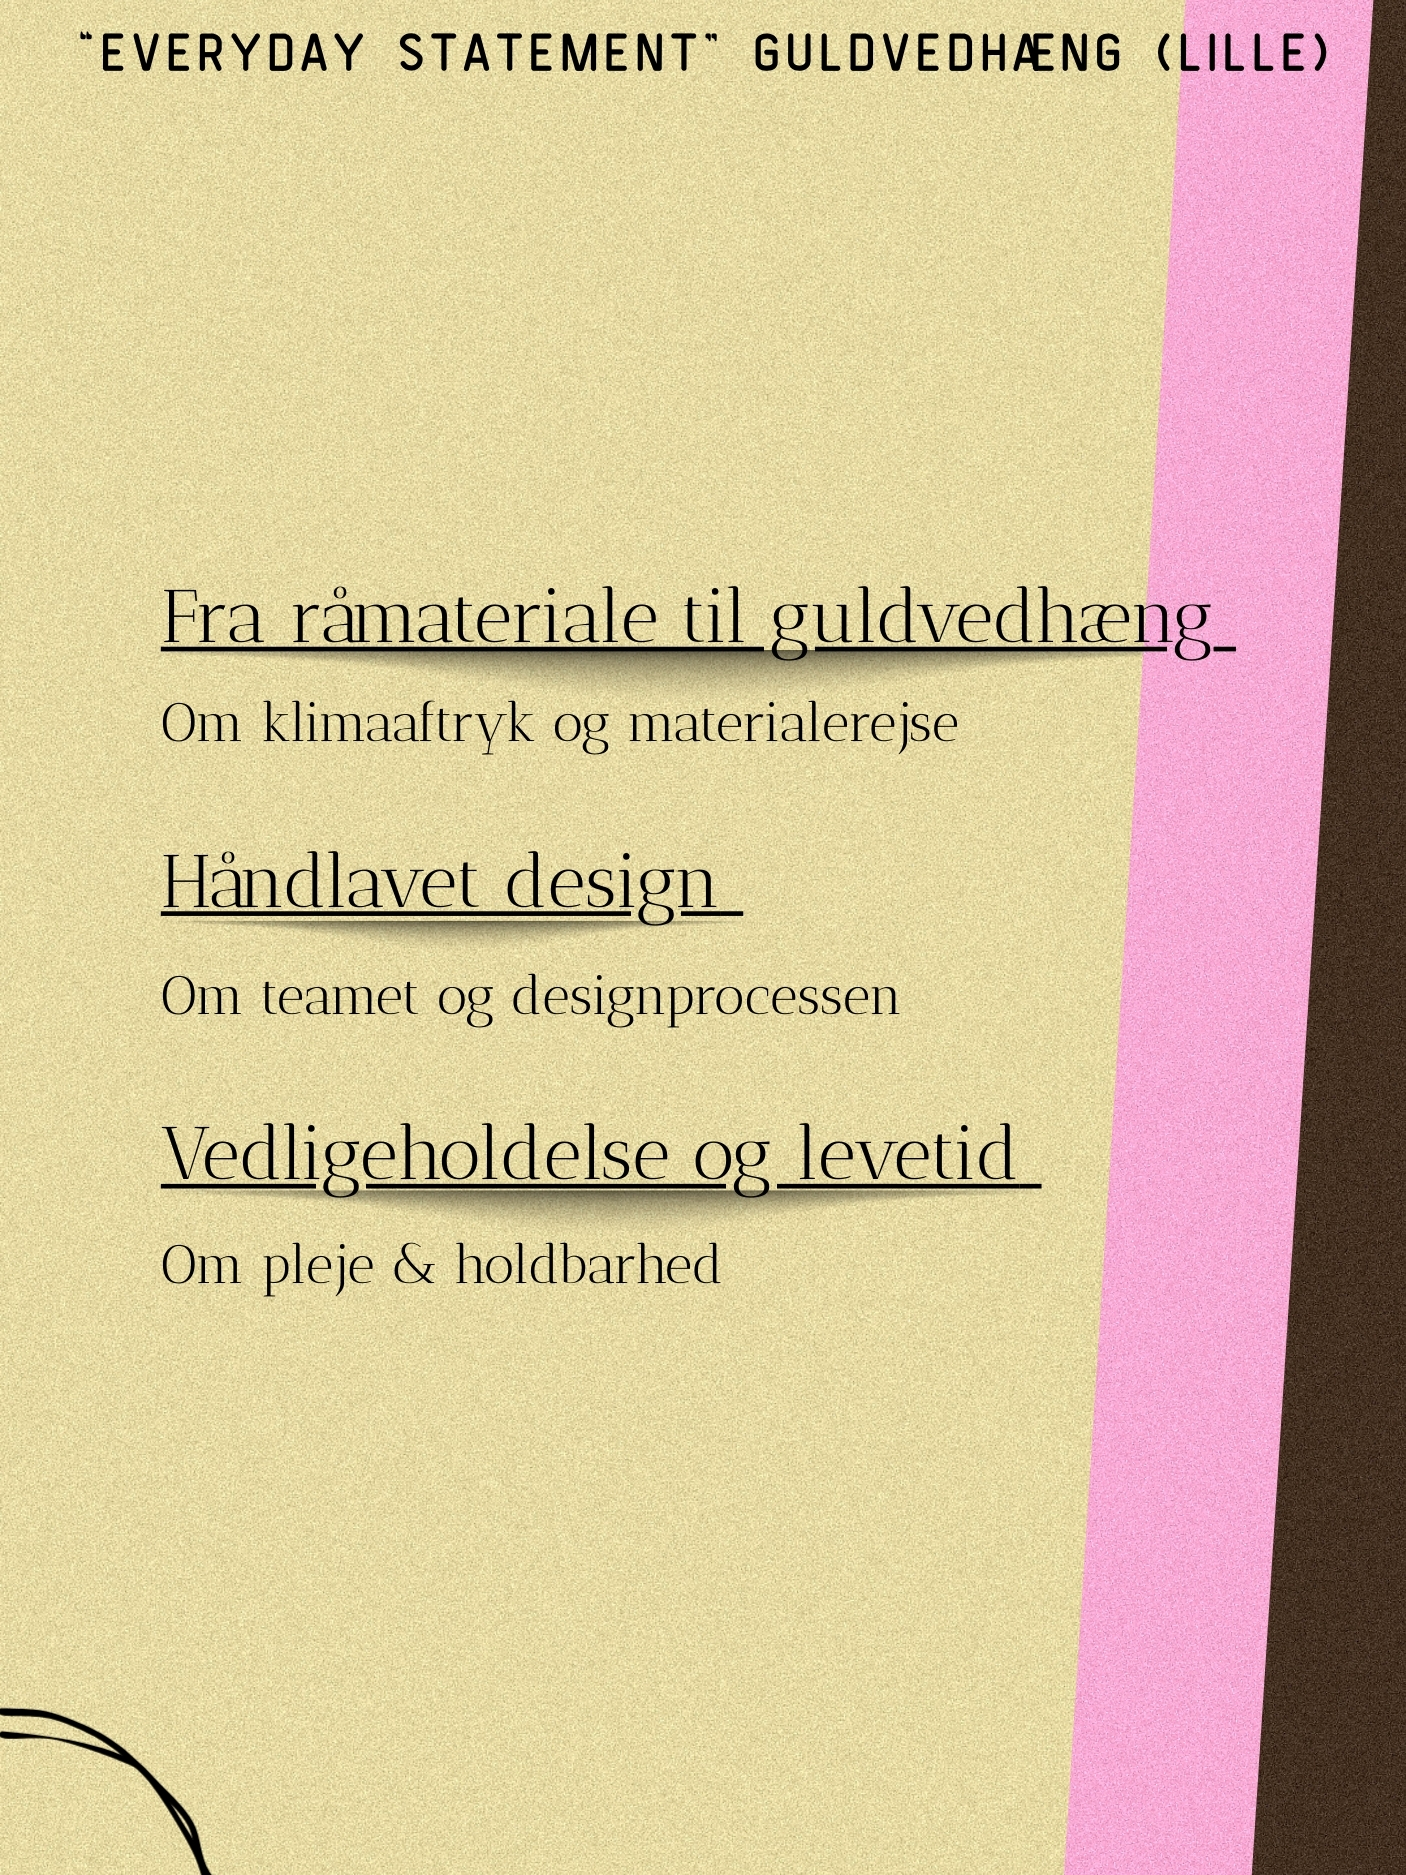 “EVERYDAY STATEMENT” GULDVEDHÆNG (LILLE)
Fra råmateriale til guldvedhæng
Om klimaaftryk og materialerejse
Håndlavet design
Om teamet og designprocessen
Vedligeholdelse og levetid
Om pleje & holdbarhed